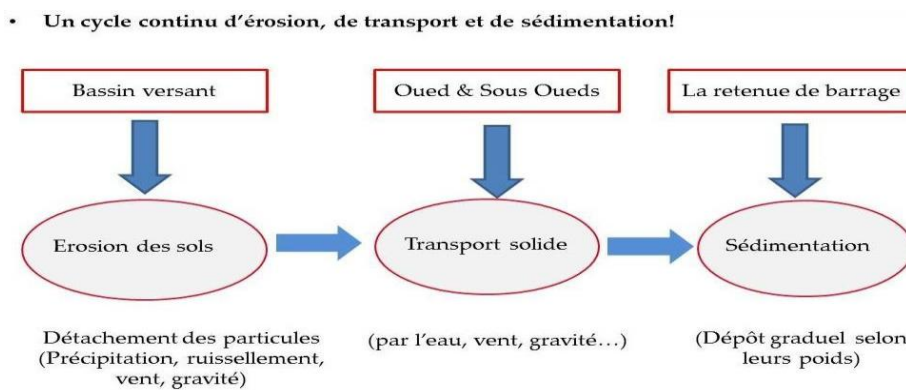 • Un cycle continu d'érosion, de transport et de sédimentation!
Bassin versant
Oued & Sous Oueds
La retenue de barrage
Erosion des sols
Transport solide
Sédimentation
Détachement des particules
(Précipitation, ruissellement,
vent, gravité)
(par l'eau, vent, gravité…)
(Dépôt graduel selon
leurs poids)